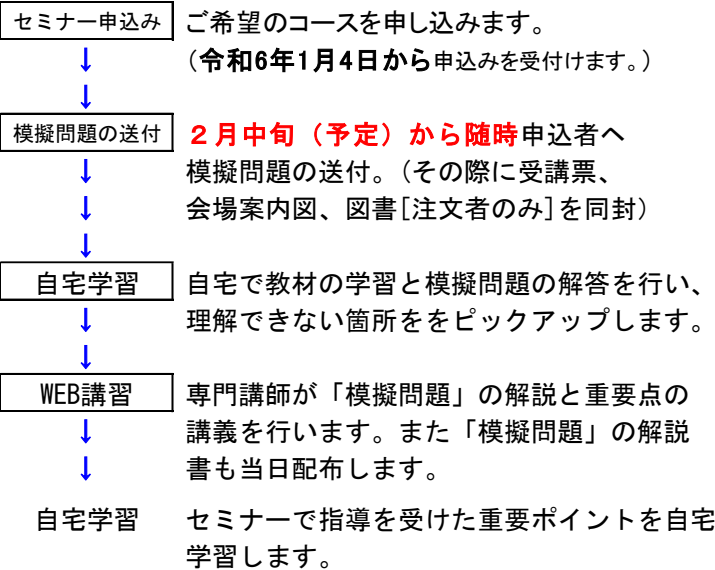 セミナー申込み ご希望のコースを申し込みます。
↓ （令和6年1月4日から申込みを受付けます。）
↓
模擬問題の送付 ２月中旬（予定）から随時申込者へ
↓ 模擬問題の送付。（その際に受講票、
↓ 会場案内図、図書[注文者のみ]を同封）
↓
自宅学習 自宅で教材の学習と模擬問題の解答を行い、
↓ 理解できない箇所ををピックアップします。
↓
WEB講習 専門講師が「模擬問題」の解説と重要点の
↓ 講義を行います。また「模擬問題」の解説
↓ 書も当日配布します。
自宅学習 セミナーで指導を受けた重要ポイントを自宅
学習します。